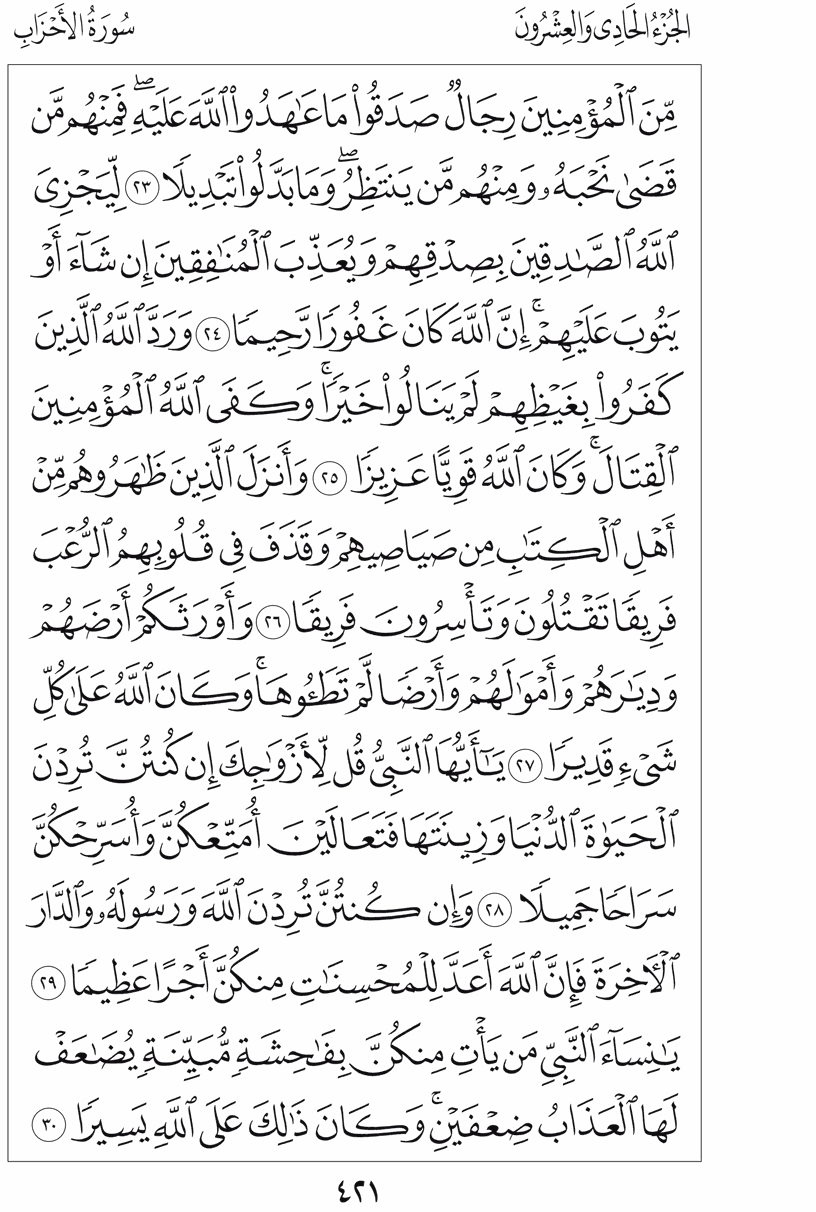 الجُزْءُ الحَادِى وَالعِشْرُونَ
سُورَةُ الأَحْزَابِ
مِّنَ ٱلْمُؤْمِنِينَ رِجَالٌ صَدَقُوا۟ مَا عَـٰهَدُوا۟ ٱللَّهَ عَلَيْهِ ۖ فَمِنْهُم مَّن
قَضَىٰ نَحْبَهُۥ وَمِنْهُم مَّن يَنتَظِرُ ۖ وَمَا بَدَّلُوا۟ تَبْدِيلًا ٢٣ لِّيَجْزِىَ
ٱللَّهُ ٱلصَّـٰدِقِينَ بِصِدْقِهِمْ وَيُعَذِّبَ ٱلْمُنَـٰفِقِينَ إِن شَآءَ أَوْ
يَتُوبَ عَلَيْهِمْ ۚ إِنَّ ٱللَّهَ كَانَ غَفُورًا رَّحِيمًا ٢٤ وَرَدَّ ٱللَّهُ ٱلَّذِينَ
كَفَرُوا۟ بِغَيْظِهِمْ لَمْ يَنَالُوا۟ خَيْرًا ۚ وَكَفَى ٱللَّهُ ٱلْمُؤْمِنِينَ
ٱلْقِتَالَ ۚ وَكَانَ ٱللَّهُ قَوِيًّا عَزِيزًا ٢٥ وَأَنزَلَ ٱلَّذِينَ ظَـٰهَرُوهُم مِّنْ
أَهْلِ ٱلْكِتَـٰبِ مِن صَيَاصِيهِمْ وَقَذَفَ فِى قُلُوبِهِمُ ٱلرُّعْبَ
فَرِيقًا تَقْتُلُونَ وَتَأْسِرُونَ فَرِيقًا ٢٦ وَأَوْرَثَكُمْ أَرْضَهُمْ
وَدِيَـٰرَهُمْ وَأَمْوَٰلَهُمْ وَأَرْضًا لَّمْ تَطَـُٔوهَا ۚ وَكَانَ ٱللَّهُ عَلَىٰ كُلِّ
شَىْءٍ قَدِيرًا ٢٧ يَـٰٓأَيُّهَا ٱلنَّبِىُّ قُل لِّأَزْوَٰجِكَ إِن كُنتُنَّ تُرِدْنَ
ٱلْحَيَوٰةَ ٱلدُّنْيَا وَزِينَتَهَا فَتَعَالَيْنَ أُمَتِّعْكُنَّ وَأُسَرِّحْكُنَّ
سَرَاحًا جَمِيلًا ٢٨ وَإِن كُنتُنَّ تُرِدْنَ ٱللَّهَ وَرَسُولَهُۥ وَٱلدَّارَ
ٱلْـَٔاخِرَةَ فَإِنَّ ٱللَّهَ أَعَدَّ لِلْمُحْسِنَـٰتِ مِنكُنَّ أَجْرًا عَظِيمًا ٢٩
يَـٰنِسَآءَ ٱلنَّبِىِّ مَن يَأْتِ مِنكُنَّ بِفَـٰحِشَةٍ مُّبَيِّنَةٍ يُضَـٰعَفْ
لَهَا ٱلْعَذَابُ ضِعْفَيْنِ ۚ وَكَانَ ذَٰلِكَ عَلَى ٱللَّهِ يَسِيرًا ٣٠
٤٢١